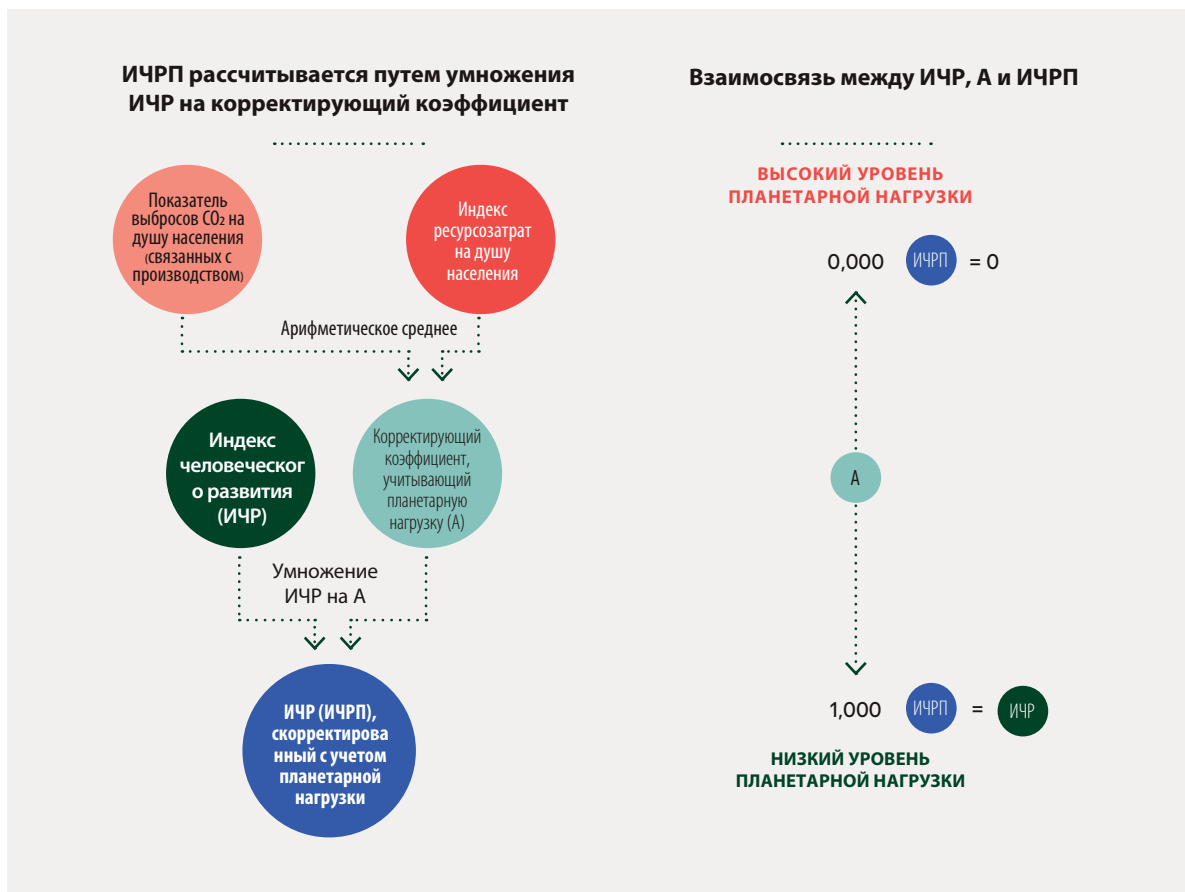 ИЧРП рассчитывается путем умножения
ИЧР на корректирующий коэффициент
Показатель
выбросов CO₂ на
душу населения
(связанных с
производством)
Индекс
ресурсозатрат
на душу
населения
Арифметическое среднее
Индекс
человеческог
о развития
(ИЧР)
Корректирующий
коэффициент,
учитывающий
планетарную
нагрузку (А)
Умножение
ИЧР на А
ИЧР (ИЧРП),
скорректирова
нный с учетом
планетарной
нагрузки
Взаимосвязь между ИЧР, А и ИЧРП
ВЫСОКИЙ УРОВЕНЬ
ПЛАНЕТАРНОЙ НАГРУЗКИ
0,000 ИЧРП = 0
А
1,000 ИЧРП = ИЧР
НИЗКИЙ УРОВЕНЬ
ПЛАНЕТАРНОЙ НАГРУЗКИ